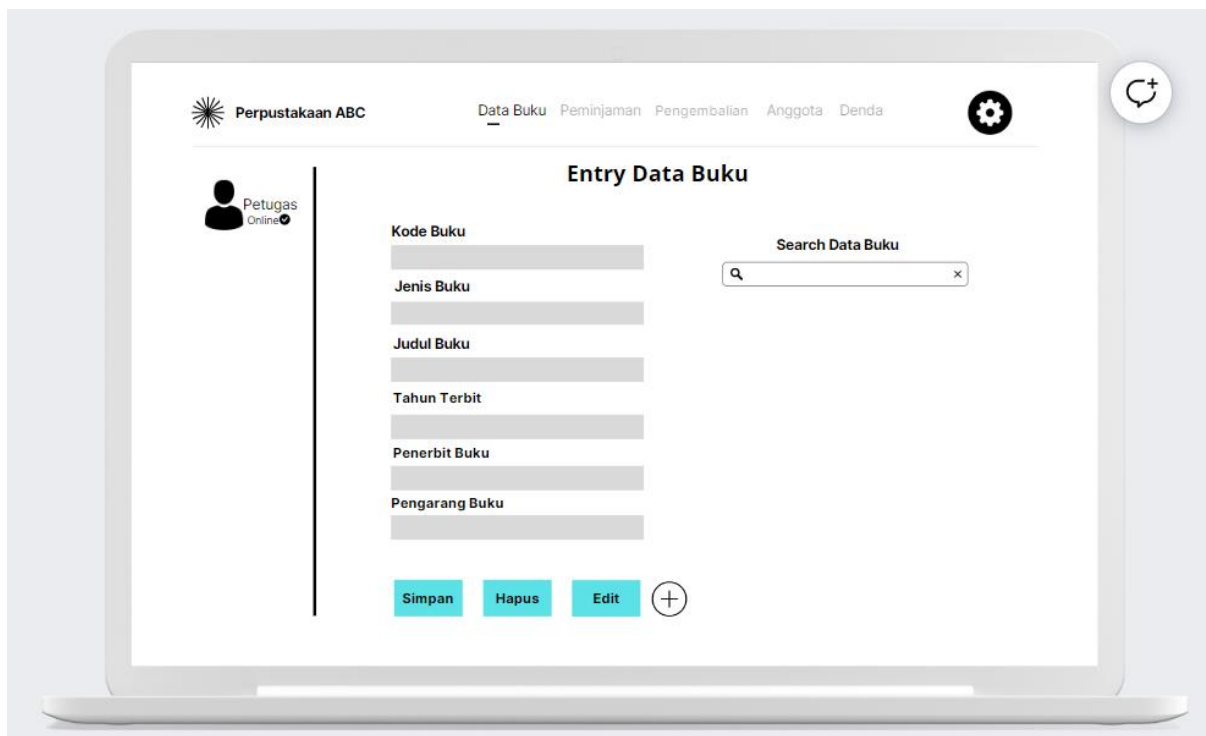 Perpustakaan ABC
Data Buku Peminjaman Pengembalian Anggota Denda
Entry Data Buku
Petugas
Online
Kode Buku
Jenis Buku
Judul Buku
Tahun Terbit
Penerbit Buku
Pengarang Buku
Search Data Buku
Simpan Hapus Edit